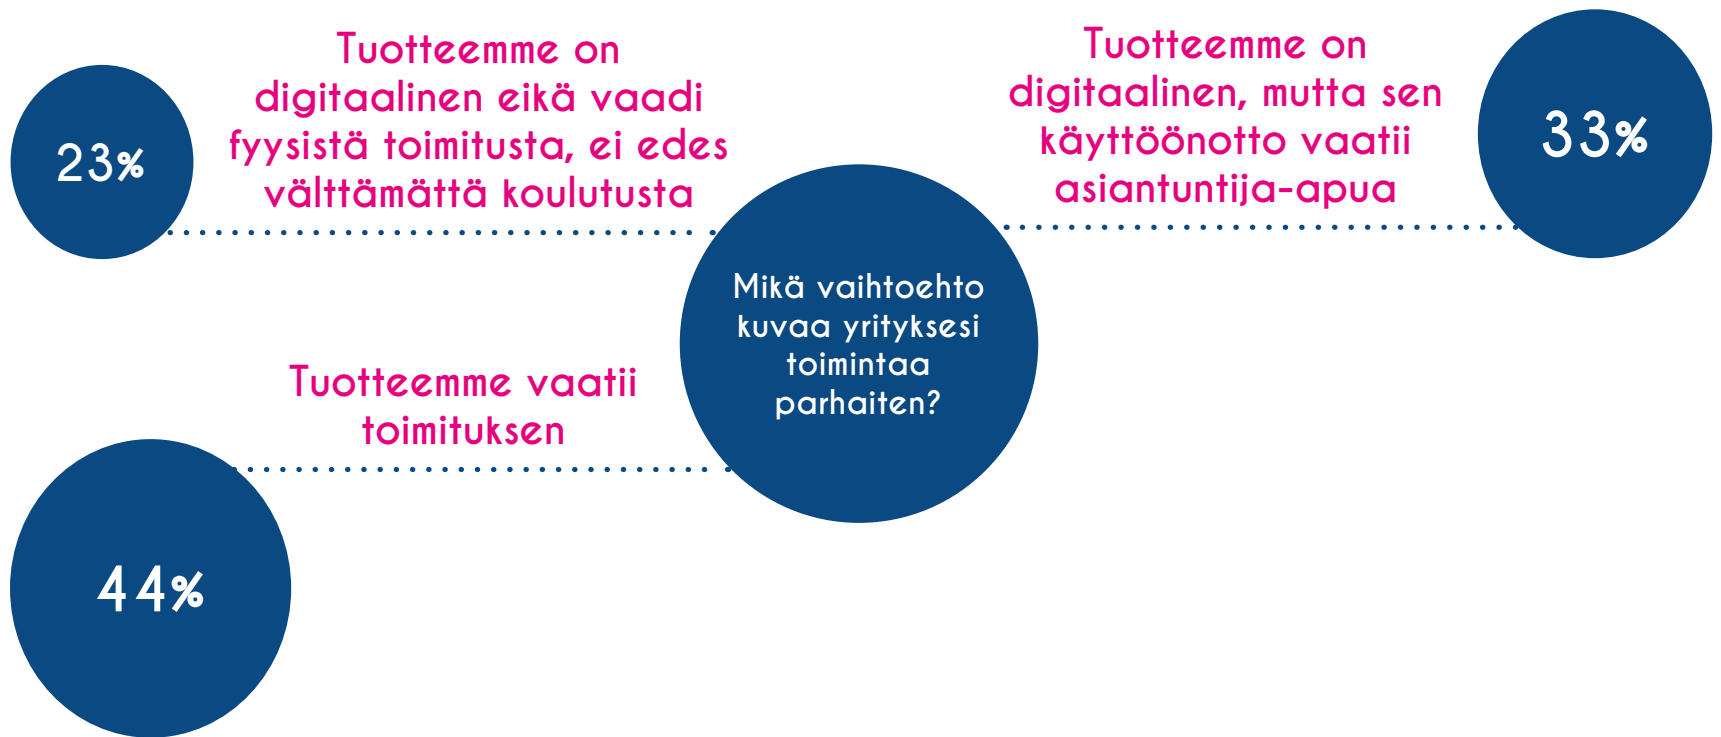 Tuotteemme on
digitaalinen eikä vaadi
fyysistä toimitusta, ei edes
välttämättä koulutusta
23%
Tuotteemme on
digitaalinen, mutta sen
käyttöönotto vaatii
asiantuntija-apua
33%
Mikä vaihtoehto
kuvaa yrityksesi
toimintaa
parhaiten?
Tuotteemme vaatii
toimituksen
44%